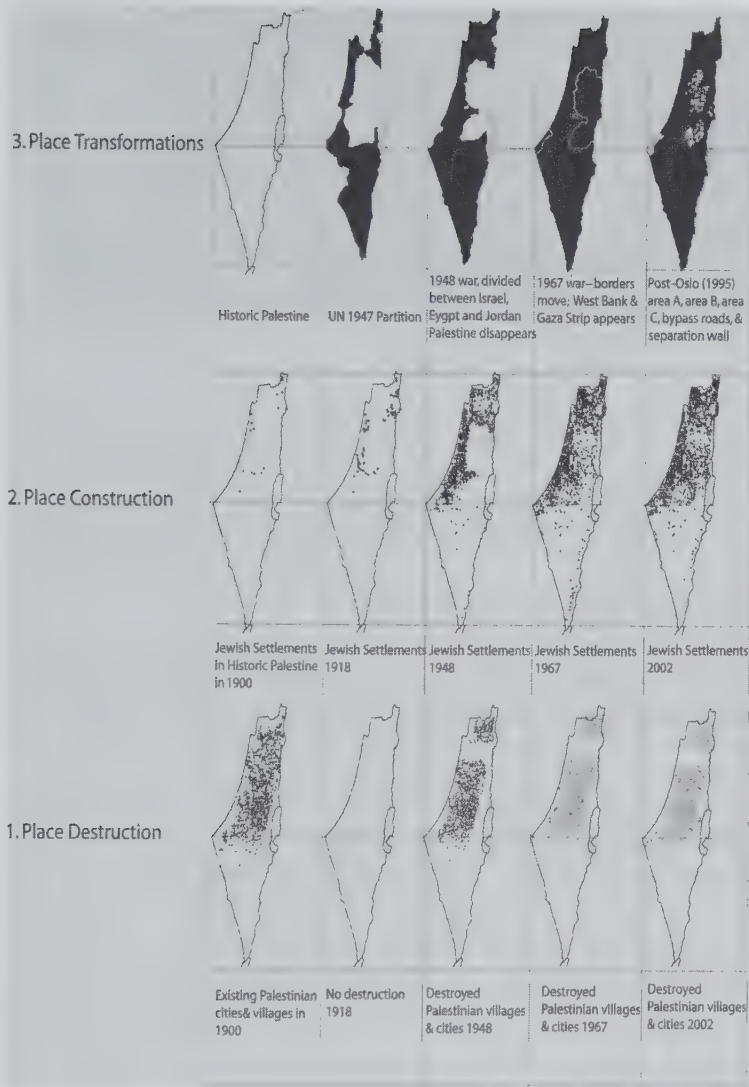 3. Place Transformations
Historic Palestine
UN 1947 Partition
1948 war, divided
between Israel,
Eygpt and Jordan
Palestine disappears
1967 war–borders
move; West Bank &
Gaza Strip appears
Post-Oslo (1995)
area A, area B, area
C, bypass roads, &
separation wall
2. Place Construction
Jewish Settlements
in Historic Palestine
in 1900
Jewish Settlements
1918
Jewish Settlements
1948
Jewish Settlements
1967
Jewish Settlements
2002
1. Place Destruction
Existing Palestinian
cities& villages in
1900
No destruction
1918
Destroyed
Palestinian villages
& cities 1948
Destroyed
Palestinian villages
& cities 1967
Destroyed
Palestinian villages
& cities 2002